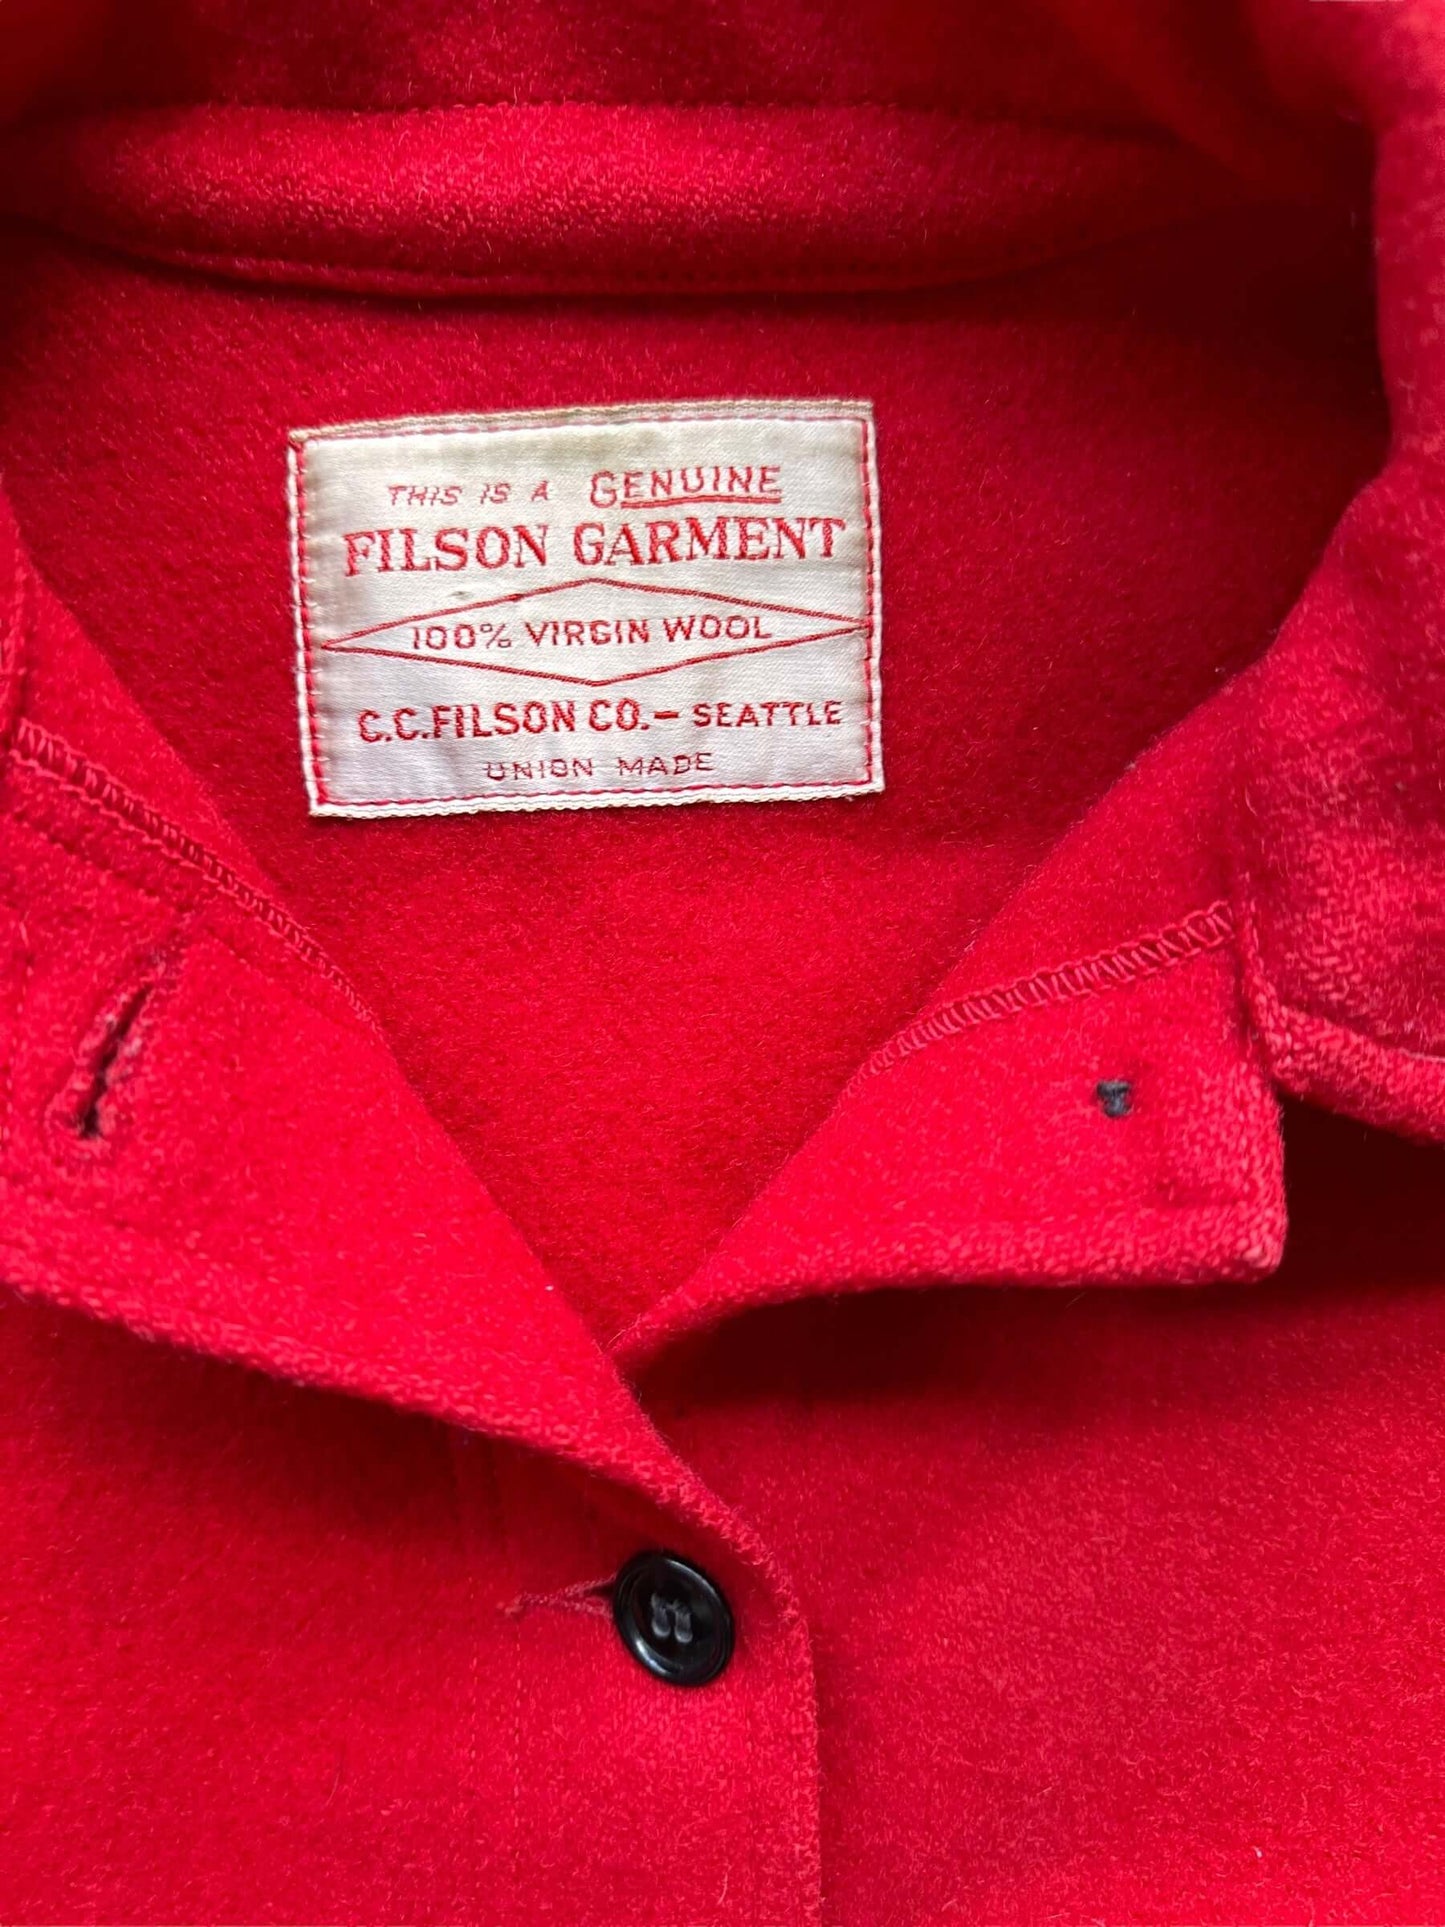 THIS IS A GENUINE
FILSON GARMENT
100% VIRGIN WOOL
C.C.FILSON CO.— SEATTLE
UNION MADE